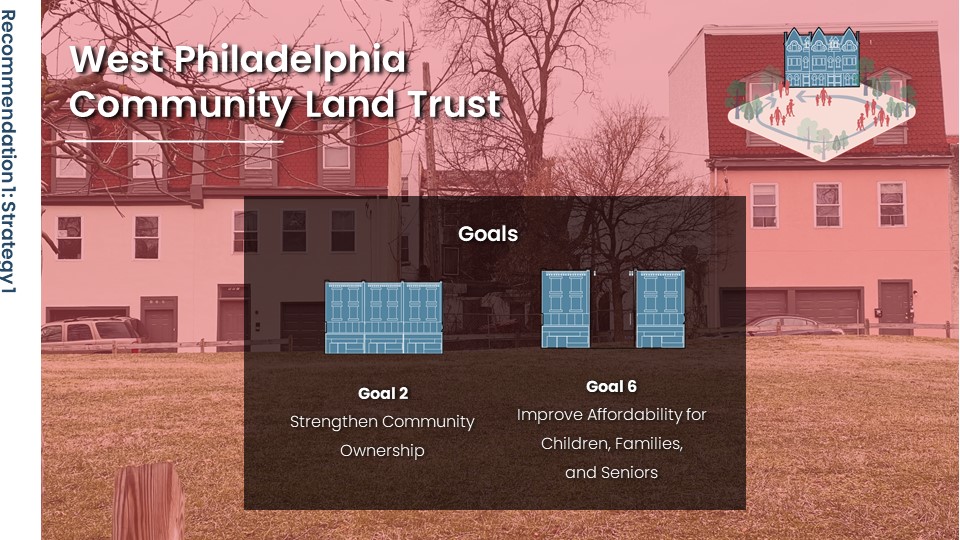 Recommendation 1: Strategy 1
West Philadelphia
Community Land Trust
Goals
Goal 2
Strengthen Community
Ownership
Goal 6
Improve Affordability for
Children, Families,
and Seniors